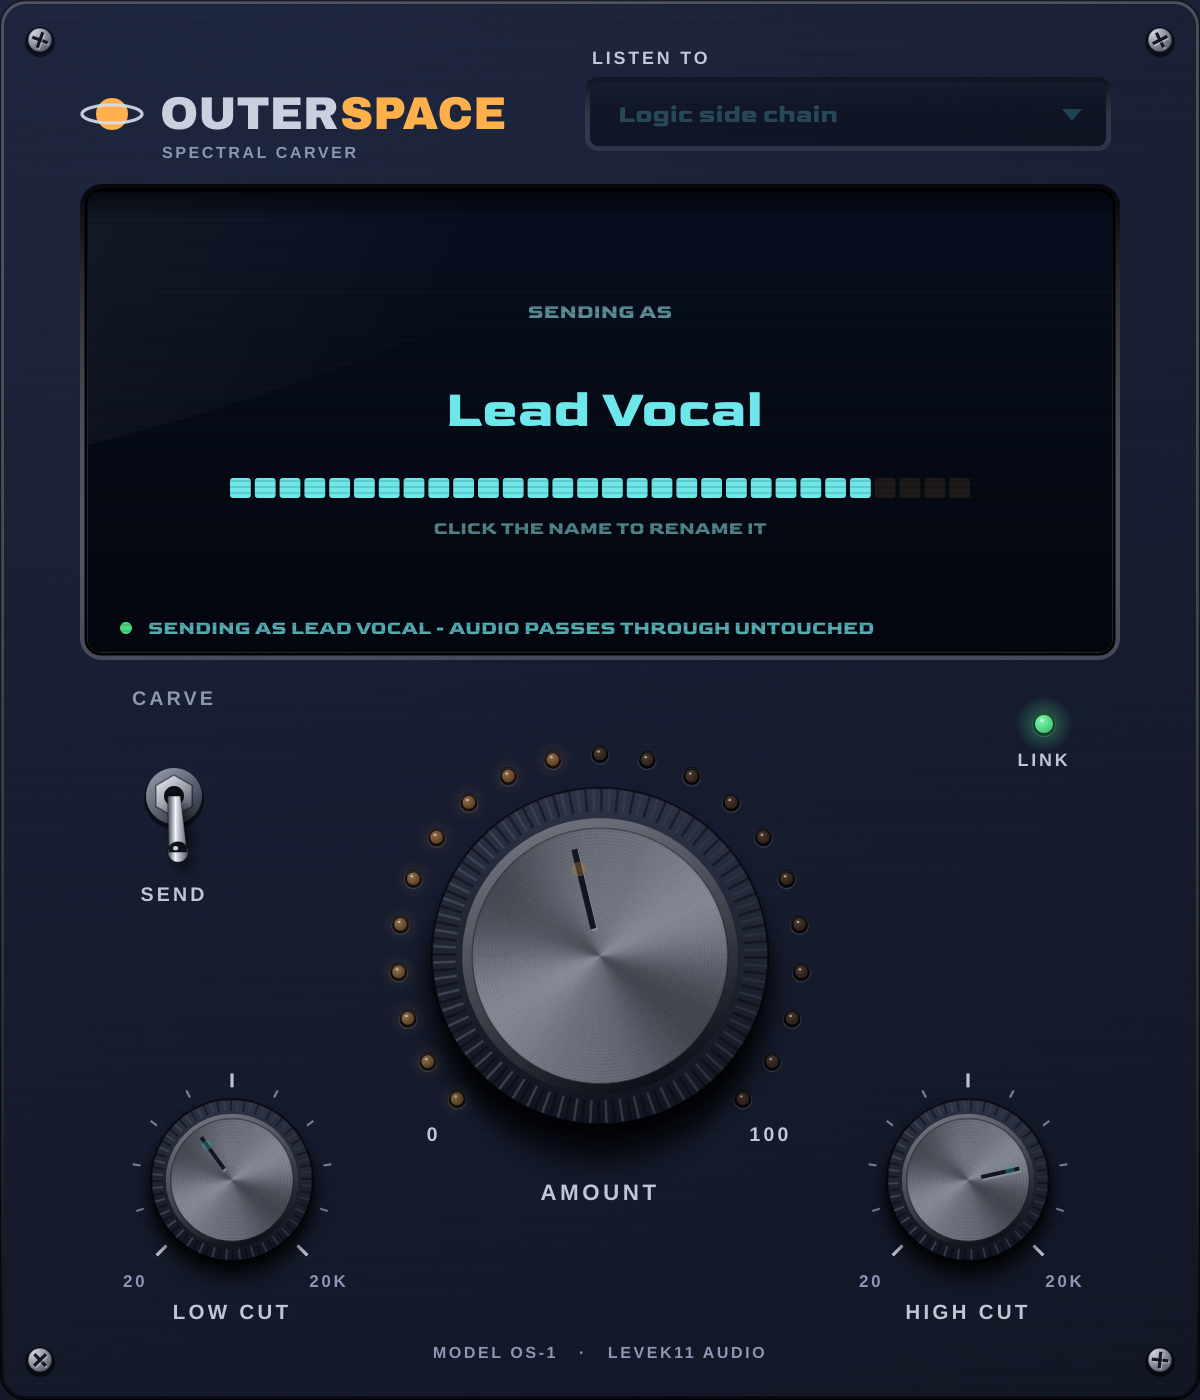 LISTEN TO
OUTERSPACE
SPECTRAL CARVER
Logic side chain
SENDING AS
Lead Vocal
CLICK THE NAME TO RENAME IT
SENDING AS LEAD VOCAL - AUDIO PASSES THROUGH UNTOUCHED
CARVE
LINK
SEND
0
100
AMOUNT
20
20K
LOW CUT
20
20K
HIGH CUT
MODEL OS-1 · LEVEK11 AUDIO